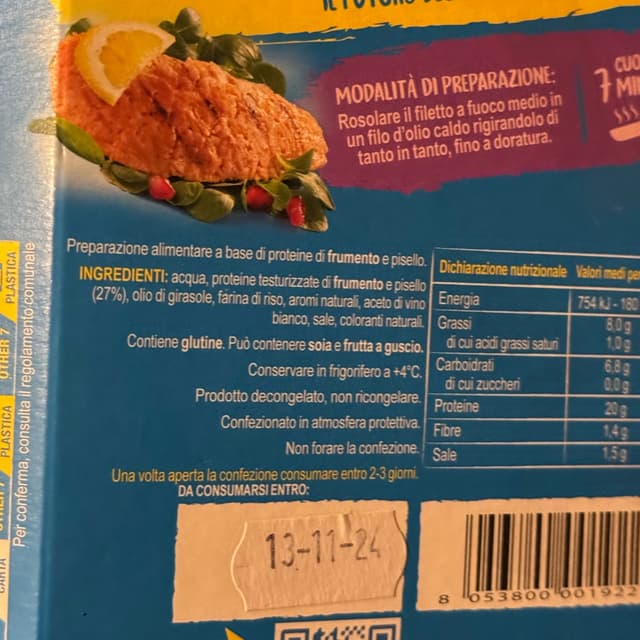 MODALITÀ DI PREPARAZIONE:
Rosolare il filetto a fuoco medio in
un filo d'olio caldo rigirandolo di
tanto in tanto, fino a doratura.
7
Preparazione alimentare a base di proteine di frumento e pisello.
INGREDIENTI: acqua, proteine testurizzate di frumento e pisello
(27%), olio di girasole, farina di riso, aromi naturali, aceto di vino
bianco, sale, coloranti naturali.
Contiene glutine. Può contenere soia e frutta a guscio.
Conservare in frigorifero a +4°C.
Prodotto decongelato, non ricongelare.
Confezionato in atmosfera protettiva.
Non forare la confezione.
Una volta aperta la confezione consumare entro 2-3 giorni.
DA CONSUMARSI ENTRO:
13-11-24
Dichiarazione nutrizionale Valori medi
Energia 754 kJ - 180
Grassi 8,0 g
di cui acidi grassi saturi 1,0 g
Carboidrati 6,8 g
di cui zuccheri 0,0 g
Proteine 20 g
Fibre 1,4 g
Sale 1,5 g
8 053800 001922
PLASTICA
OTHER 7
PLASTICA
CARTA
Per conferma, consulta il regolamento comunale